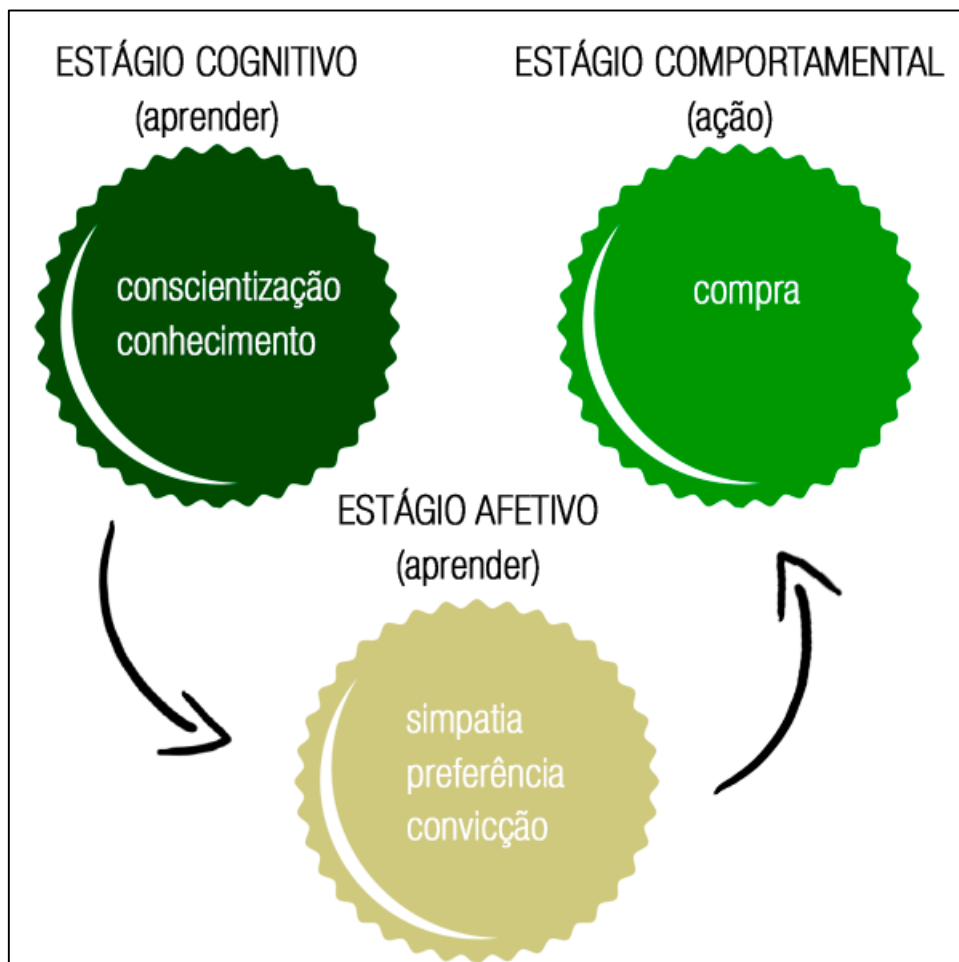 ESTÁGIO COGNITIVO
(aprender)
conscientização
conhecimento
ESTÁGIO AFETIVO
(aprender)
simpatia
preferência
convicção
ESTÁGIO COMPORTAMENTAL
(ação)
compra